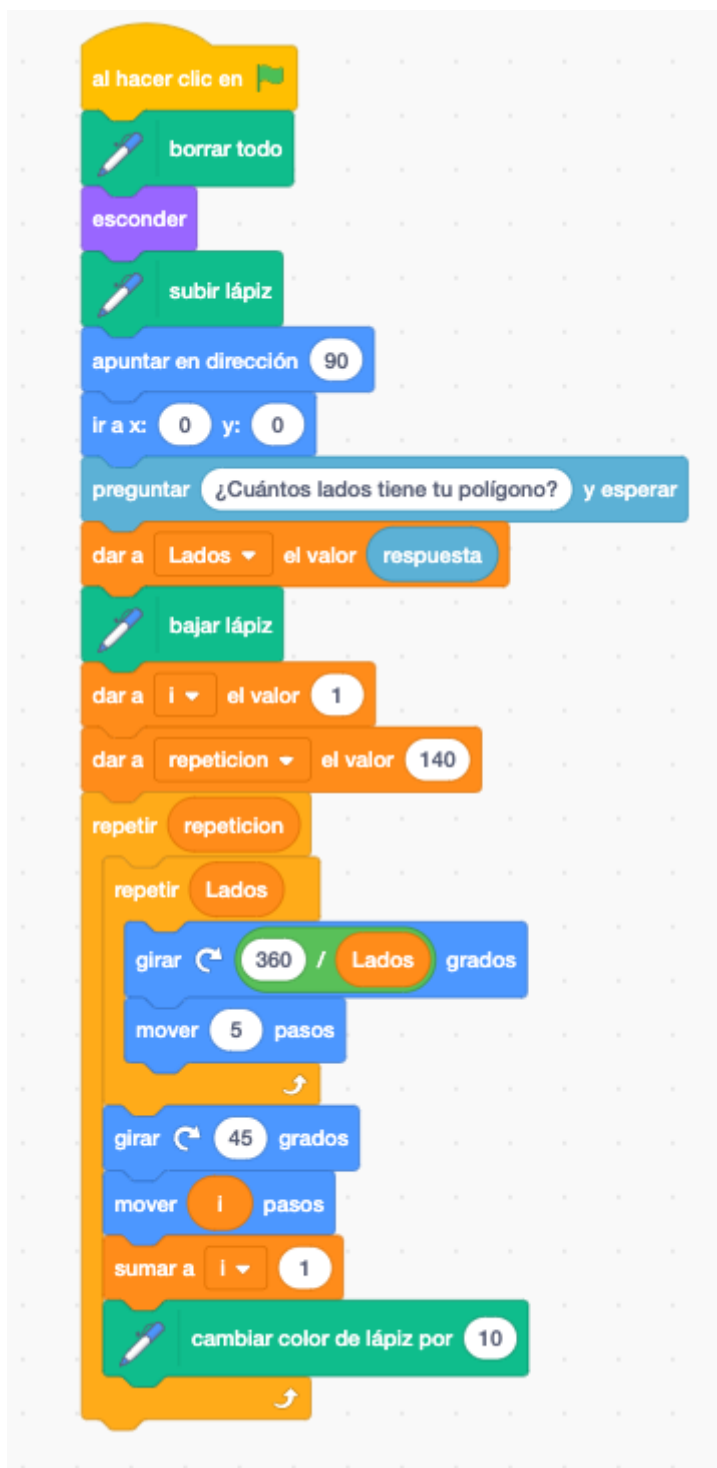 al hacer clic en
borrar todo
esconder
subir lápiz
apuntar en dirección 90
ir a x: 0 y: 0
preguntar ¿Cuántos lados tiene tu polígono? y esperar
dar a Lados el valor respuesta
bajar lápiz
dar a i el valor 1
dar a repeticion el valor 140
repetir repeticion
repetir Lados
girar 360 / Lados grados
mover 5 pasos
girar 45 grados
mover i pasos
sumar a i 1
cambiar color de lápiz por 10